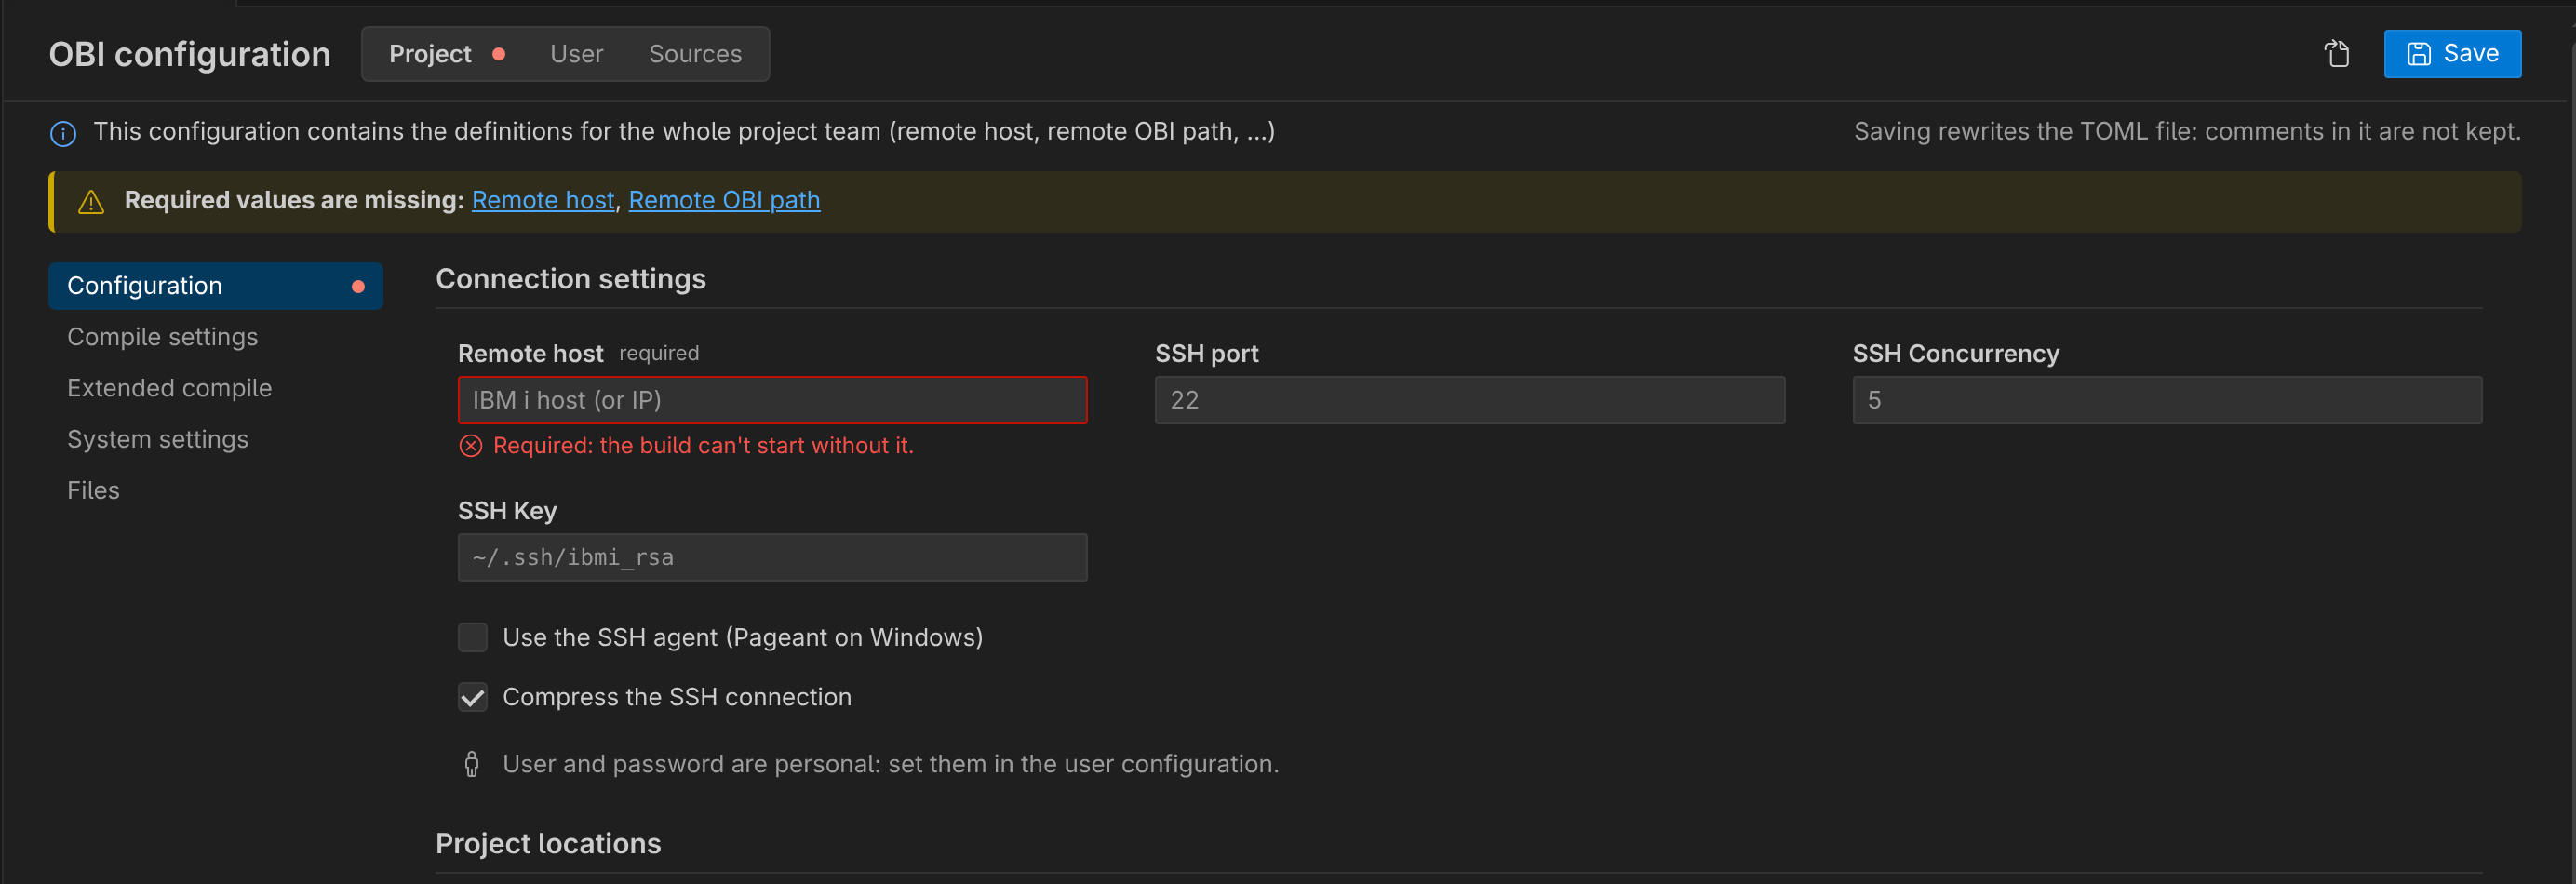 OBI configuration
Project
User
Sources
Save
This configuration contains the definitions for the whole project team (remote host, remote OBI path, ...)
Saving rewrites the TOML file: comments in it are not kept.
Required values are missing: Remote host, Remote OBI path
Configuration
Compile settings
Extended compile
System settings
Files
Connection settings
Remote host required
IBM i host (or IP)
Required: the build can't start without it.
SSH port
22
SSH Concurrency
5
SSH Key
~/.ssh/ibmi_rsa
Use the SSH agent (Pageant on Windows)
Compress the SSH connection
User and password are personal: set them in the user configuration.
Project locations